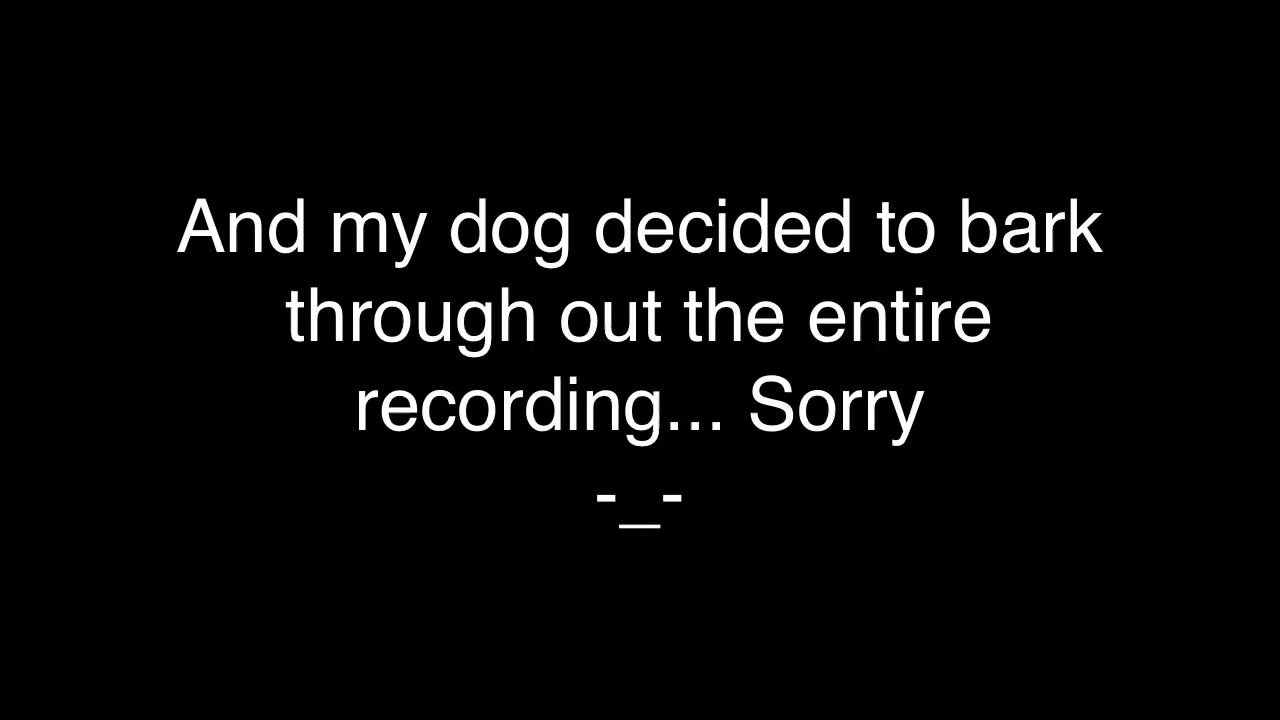 And my dog decided to bark
through out the entire
recording... Sorry
-_-